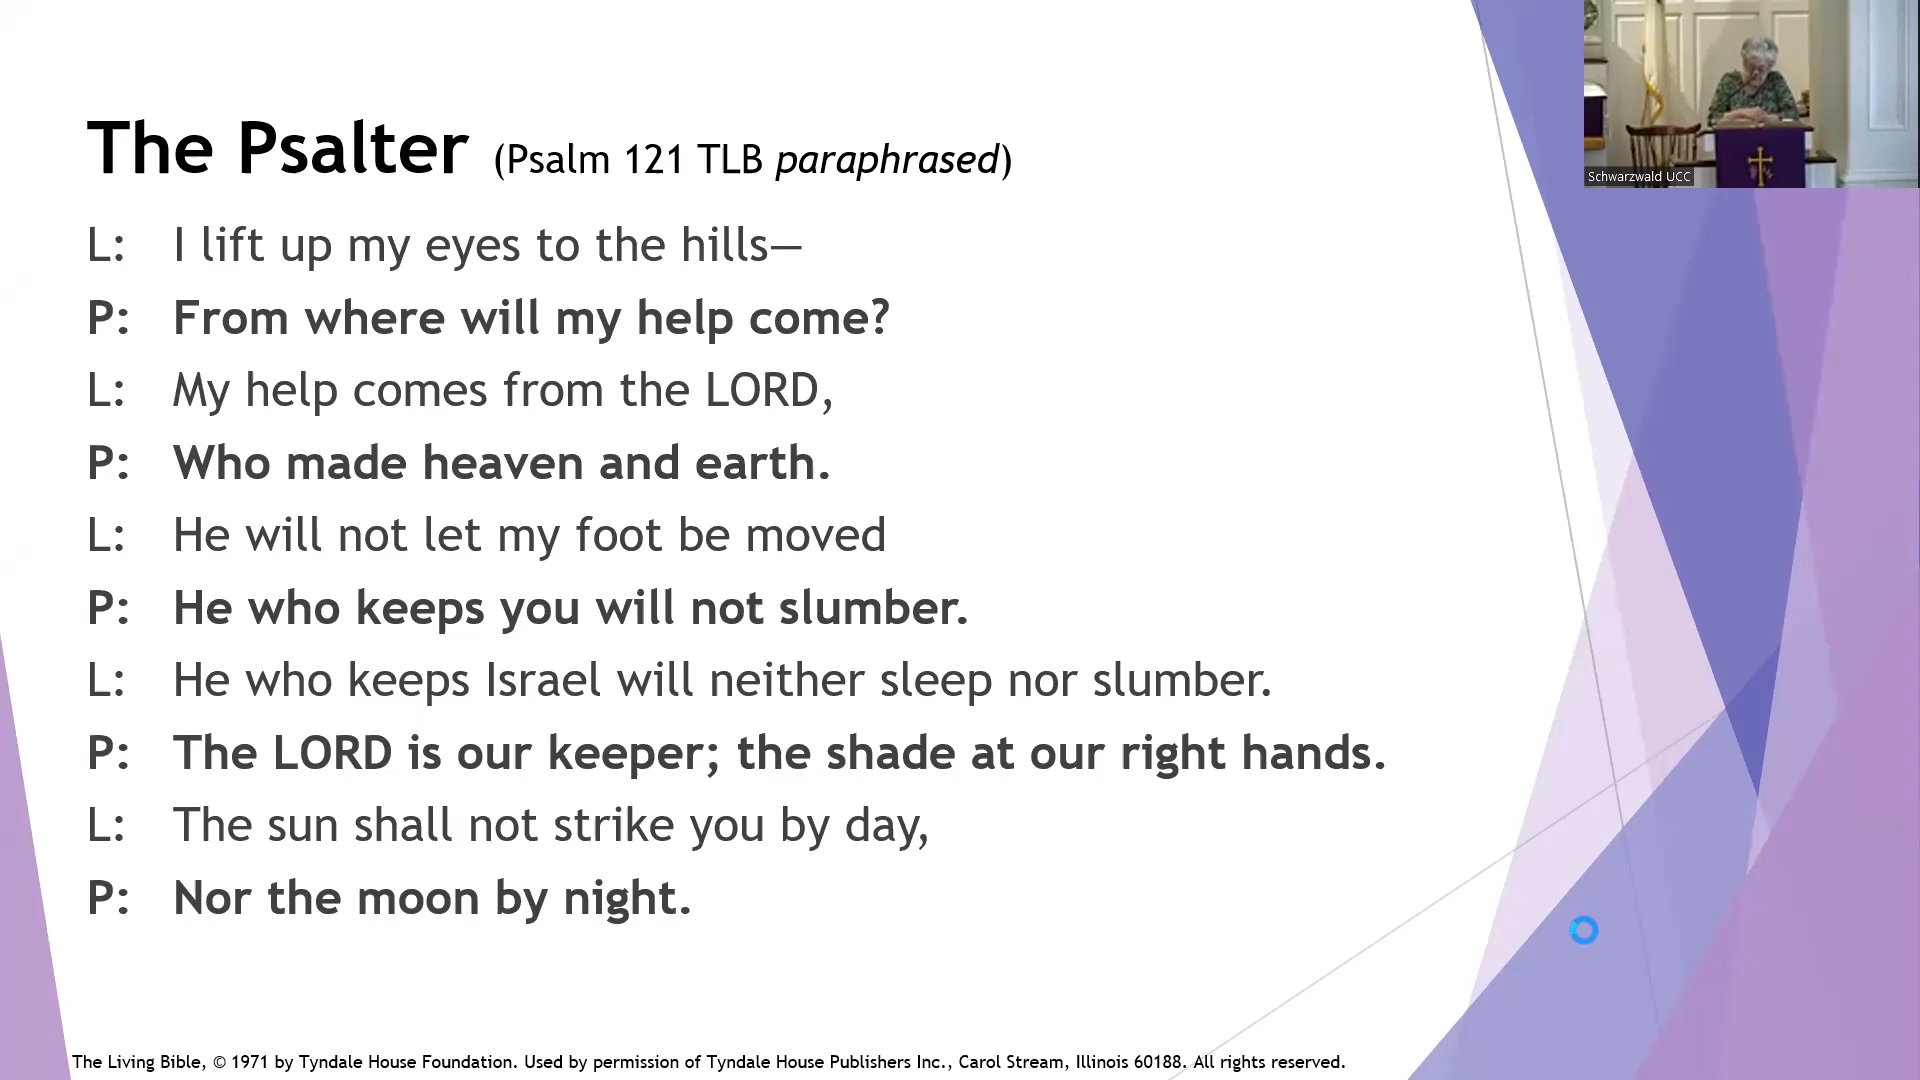 The Psalter (Psalm 121 TLB paraphrased)
L: I lift up my eyes to the hills—
P: From where will my help come?
L: My help comes from the LORD,
P: Who made heaven and earth.
L: He will not let my foot be moved
P: He who keeps you will not slumber.
L: He who keeps Israel will neither sleep nor slumber.
P: The LORD is our keeper; the shade at our right hands.
L: The sun shall not strike you by day,
P: Nor the moon by night.
The Living Bible, © 1971 by Tyndale House Foundation. Used by permission of Tyndale House Publishers Inc., Carol Stream, Illinois 60188. All rights reserved.
Schwarzwald UCC